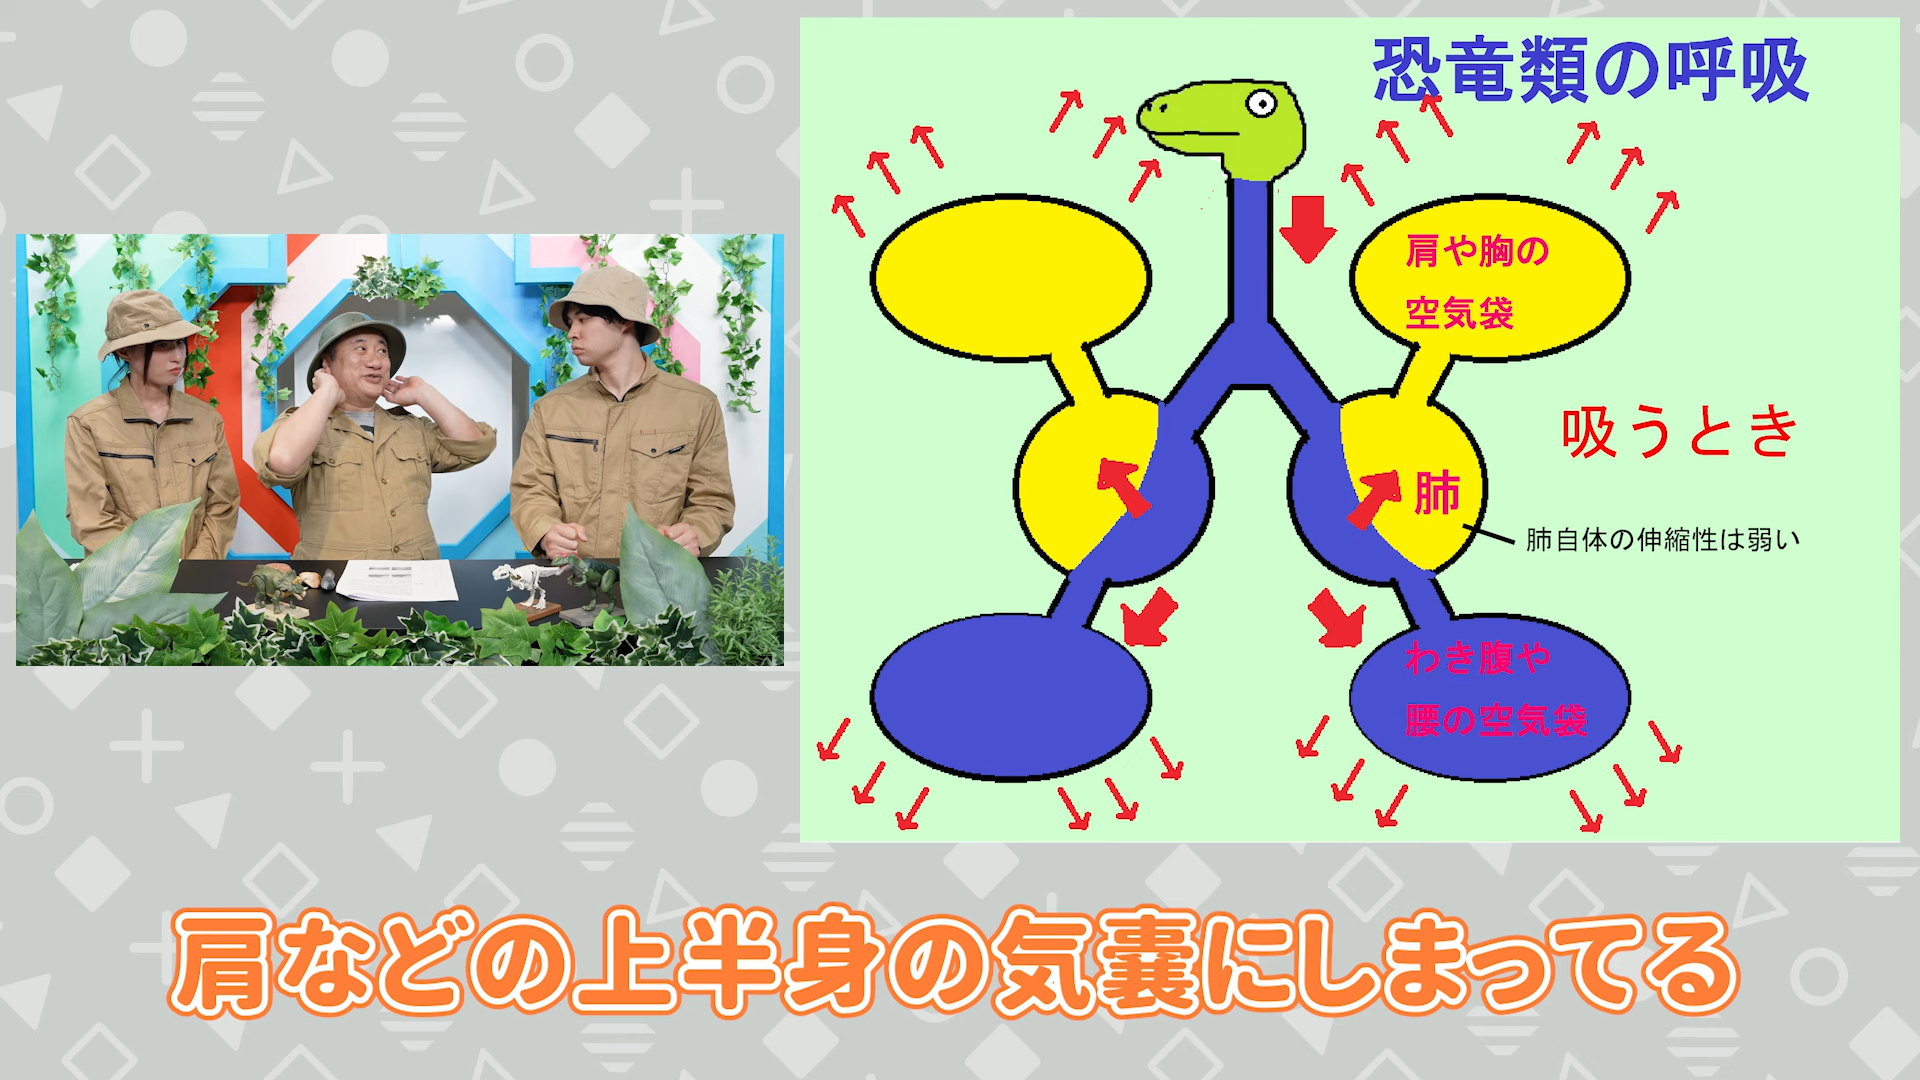 恐竜類の呼吸
肩や胸の
空気袋
吸うとき
肺
肺自体の伸縮性は弱い
わき腹や
腰の空気袋
肩などの上半身の気嚢にしまってる